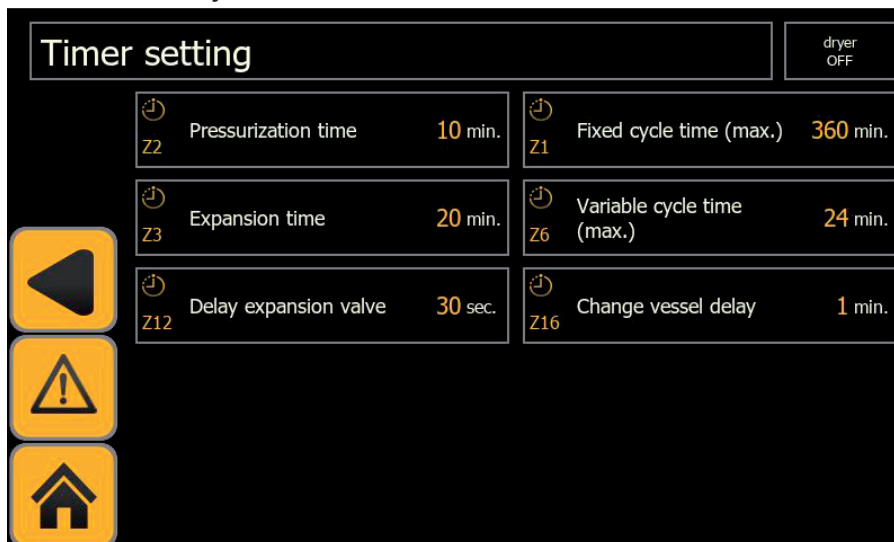 Timer setting
dryer
OFF
Z2 Pressurization time 10 min.
Z1 Fixed cycle time (max.) 360 min.
Z3 Expansion time 20 min.
Z6 Variable cycle time
(max.) 24 min.
Z12 Delay expansion valve 30 sec.
Z16 Change vessel delay 1 min.